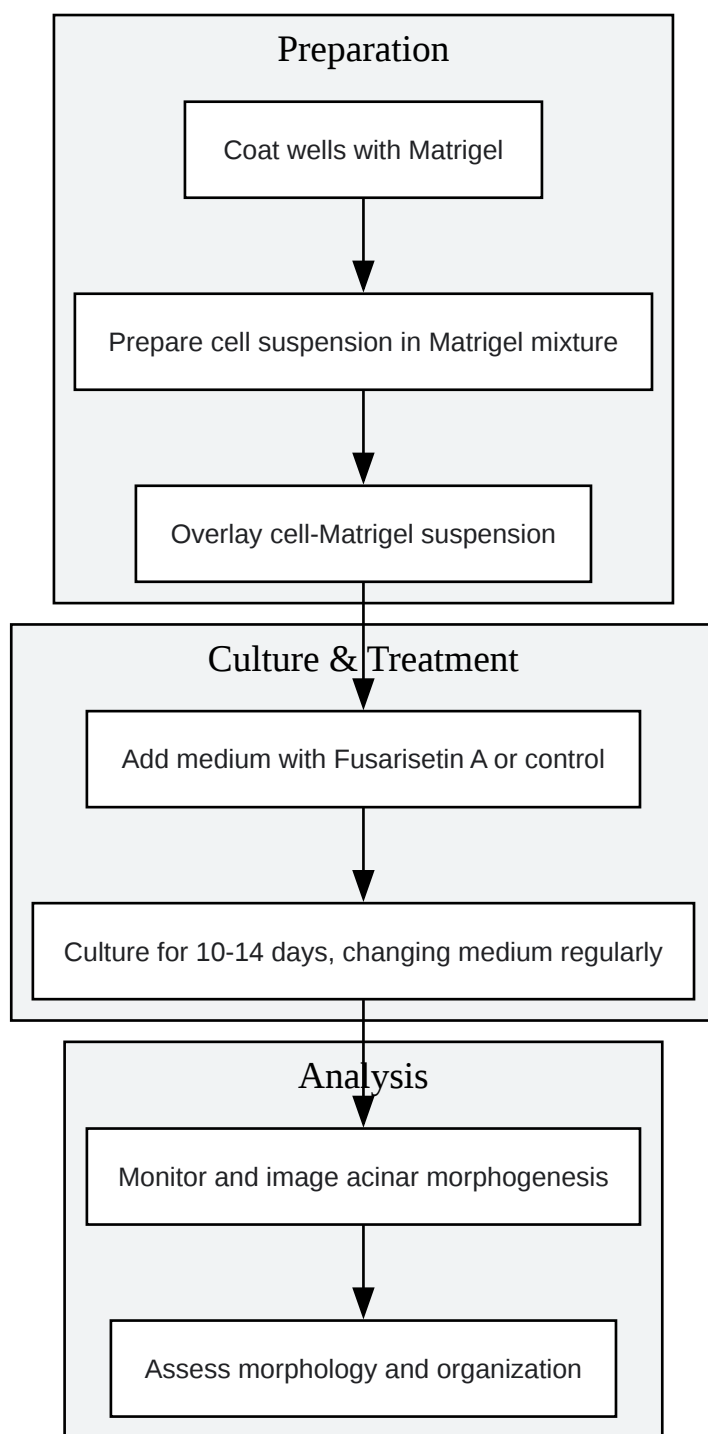 Preparation
Coat wells with Matrigel
Prepare cell suspension in Matrigel mixture
Overlay cell-Matrigel suspension
Culture & Treatment
Add medium with Fusarisetin A or control
Culture for 10-14 days, changing medium regularly
Analysis
Monitor and image acinar morphogenesis
Assess morphology and organization